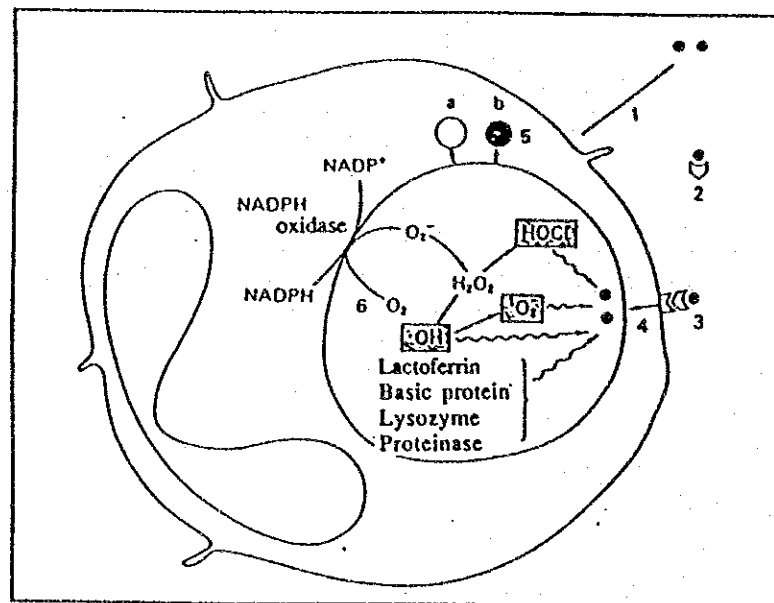 a b
5
1
NADP⁺
2
NADPH
oxidase
O₂⁻
HOCl
H₂O₂
NADPH
6 O₂
·OH
O₂
4 3
Lactoferrin
Basic protein
Lysozyme
Proteinase